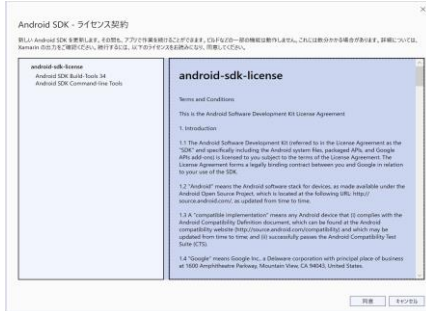 Android SDK - ライセンス契約
新しい Android SDK を更新します。その間も、アプリで作業を続けることができます。ビルドなどの一部の機能は動作しません。これには数分かかる場合があります。詳細については、
Xamarin の出力をご確認ください。続行するには、以下のライセンスをお読みになり、同意してください。
android-sdk-license
Android SDK Build-Tools 34
Android SDK Command-line Tools
android-sdk-license
Terms and Conditions
This is the Android Software Development Kit License Agreement
1. Introduction
1.1 The Android Software Development Kit (referred to in the License Agreement as the
"SDK" and specifically including the Android system files, packaged APIs, and Google
APIs add-ons) is licensed to you subject to the terms of the License Agreement. The
License Agreement forms a legally binding contract between you and Google in relation
to your use of the SDK.
1.2 "Android" means the Android software stack for devices, as made available under the
Android Open Source Project, which is located at the following URL: http://
source.android.com/, as updated from time to time.
1.3 A "compatible implementation" means any Android device that (i) complies with the
Android Compatibility Definition document, which can be found at the Android
compatibility website (http://source.android.com/compatibility) and which may be
updated from time to time; and (ii) successfully passes the Android Compatibility Test
Suite (CTS).
1.4 "Google" means Google Inc., a Delaware corporation with principal place of business
at 1600 Amphitheatre Parkway, Mountain View, CA 94043, United States.
同意
キャンセル